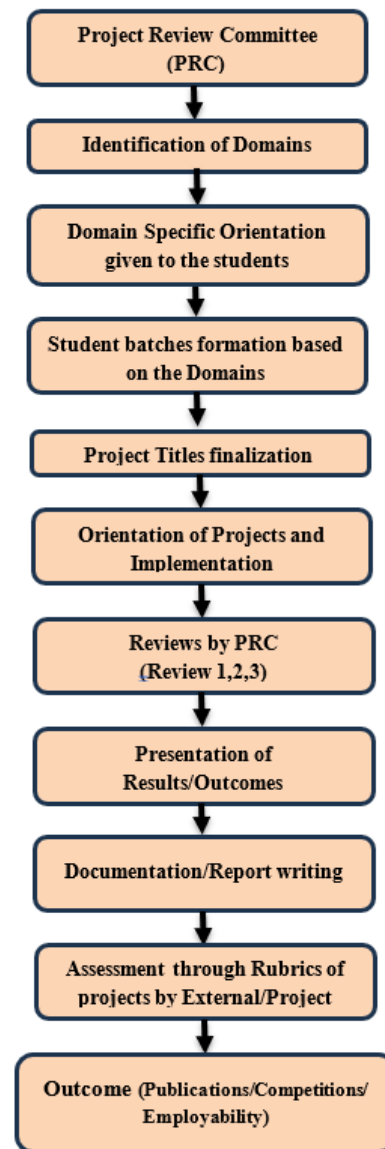 Project Review Committee
(PRC)
Identification of Domains
Domain Specific Orientation
given to the students
Student batches formation based
on the Domains
Project Titles finalization
Orientation of Projects and
Implementation
Reviews by PRC
(Review 1,2,3)
Presentation of
Results/Outcomes
Documentation/Report writing
Assessment through Rubrics of
projects by External/Project
Outcome (Publications/Competitions/
Employability)